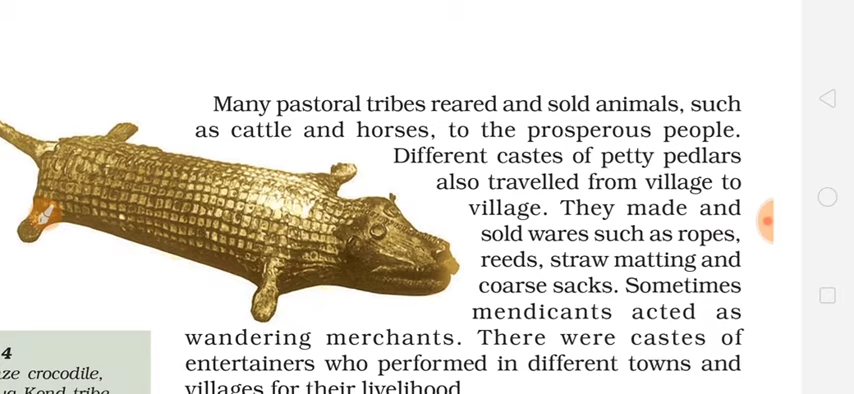 Many pastoral tribes reared and sold animals, such
as cattle and horses, to the prosperous people.
Different castes of petty pedlars
also travelled from village to
village. They made and
sold wares such as ropes,
reeds, straw matting and
coarse sacks. Sometimes
mendicants acted as
wandering merchants. There were castes of
entertainers who performed in different towns and
villages for their livelihood
4
ze crocodile,
Kond tribe